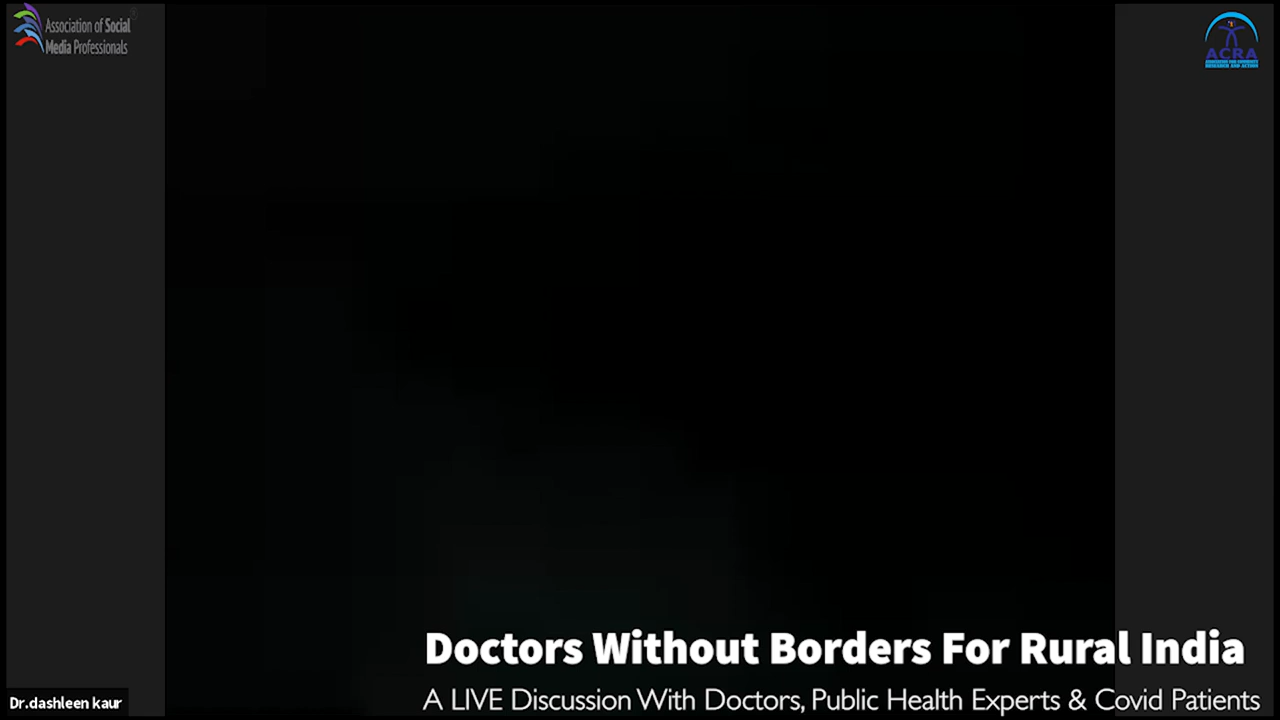 Association of Social
Media Professionals
ACRA
Doctors Without Borders For Rural India
A LIVE Discussion With Doctors, Public Health Experts & Covid Patients
Dr.dashleen kaur